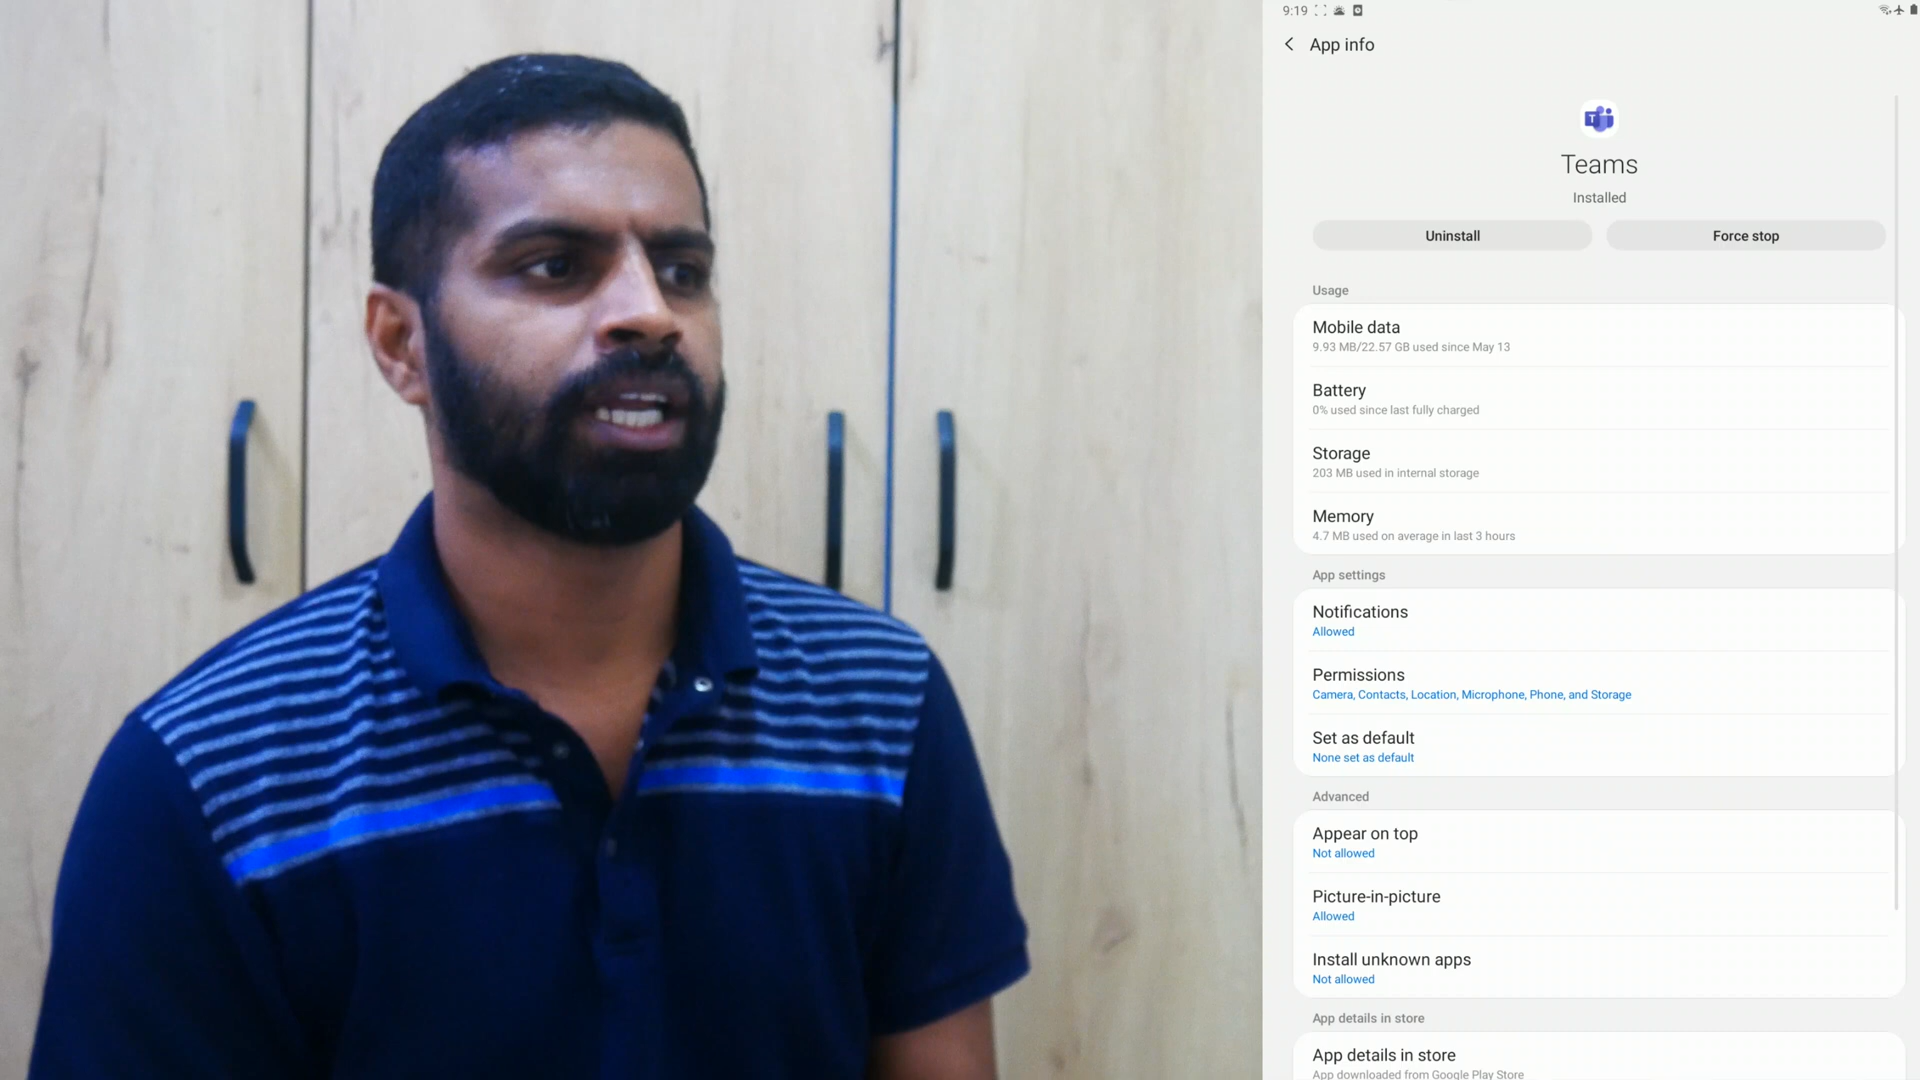 9:19
App info
T
Teams
Installed
Uninstall
Force stop
Usage
Mobile data
9.93 MB/22.57 GB used since May 13
Battery
0% used since last fully charged
Storage
203 MB used in internal storage
Memory
4.7 MB used on average in last 3 hours
App settings
Notifications
Allowed
Permissions
Camera, Contacts, Location, Microphone, Phone, and Storage
Set as default
None set as default
Advanced
Appear on top
Not allowed
Picture-in-picture
Allowed
Install unknown apps
Not allowed
App details in store
App details in store
App downloaded from Google Play Store